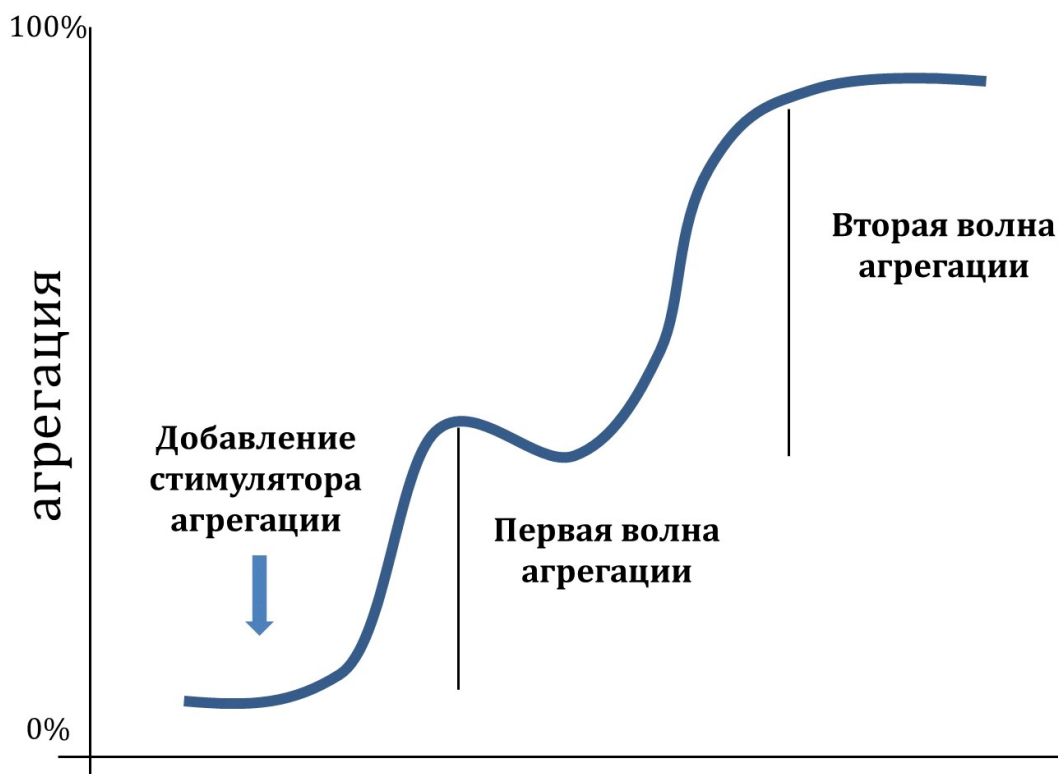 100%
Вторая волна
агрегации
агрегация
Добавление
стимулятора
агрегации
Первая волна
агрегации
0%